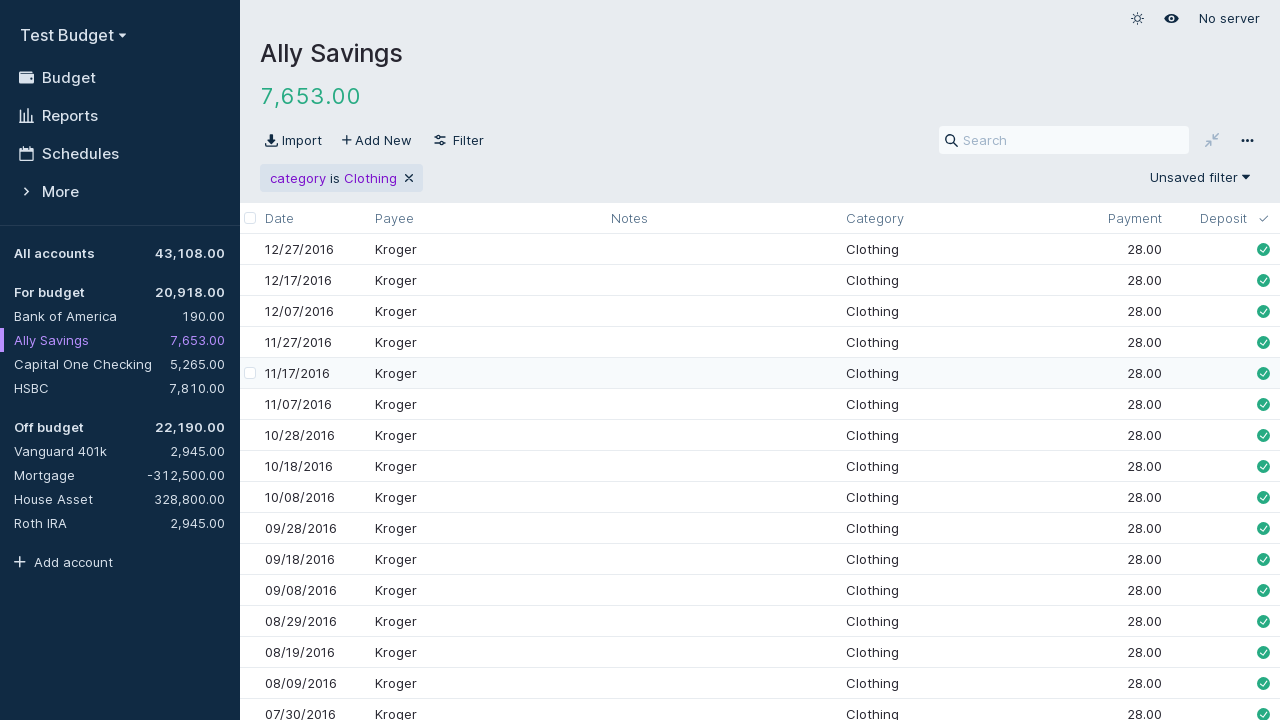 Test Budget
Budget
Reports
Schedules
More
All accounts 43,108.00
For budget 20,918.00
Bank of America 190.00
Ally Savings 7,653.00
Capital One Checking 5,265.00
HSBC 7,810.00
Off budget 22,190.00
Vanguard 401k 2,945.00
Mortgage -312,500.00
House Asset 328,800.00
Roth IRA 2,945.00
Add account
No server
Ally Savings
7,653.00
Import Add New Filter Search
category is Clothing Unsaved filter
Date Payee Notes Category Payment Deposit
12/27/2016 Kroger Clothing 28.00
12/17/2016 Kroger Clothing 28.00
12/07/2016 Kroger Clothing 28.00
11/27/2016 Kroger Clothing 28.00
11/17/2016 Kroger Clothing 28.00
11/07/2016 Kroger Clothing 28.00
10/28/2016 Kroger Clothing 28.00
10/18/2016 Kroger Clothing 28.00
10/08/2016 Kroger Clothing 28.00
09/28/2016 Kroger Clothing 28.00
09/18/2016 Kroger Clothing 28.00
09/08/2016 Kroger Clothing 28.00
08/29/2016 Kroger Clothing 28.00
08/19/2016 Kroger Clothing 28.00
08/09/2016 Kroger Clothing 28.00
07/30/2016 Kroger Clothing 28.00